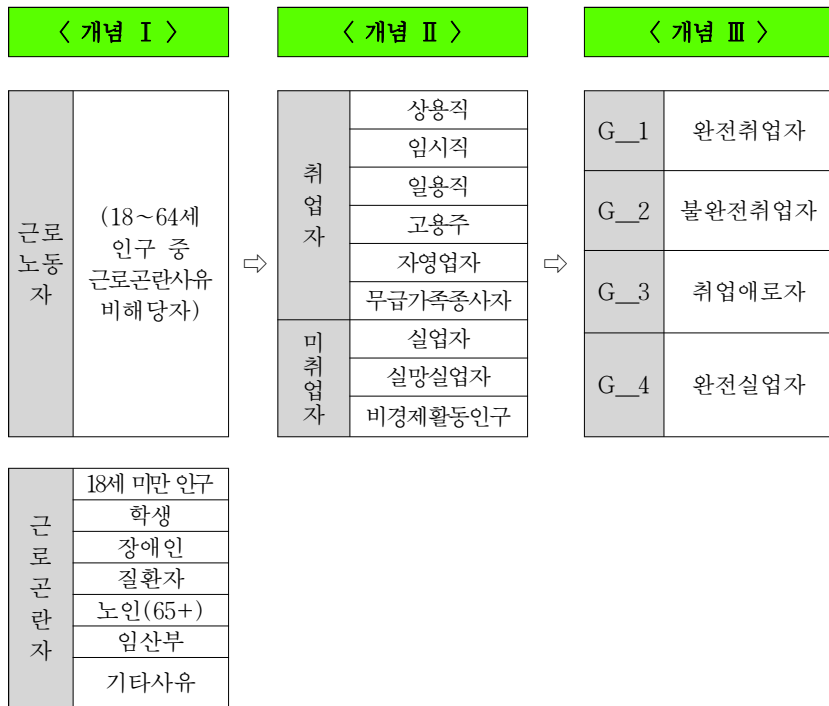 〈 개념 Ⅰ 〉
〈 개념 Ⅱ 〉
〈 개념 Ⅲ 〉
근로
노동
자
(18~64세
인구 중
근로곤란사유
비해당자)
⇨
취
업
자
상용직
임시직
일용직
고용주
자영업자
무급가족종사자
미
취
업
자
실업자
실망실업자
비경제활동인구
⇨
G__1
완전취업자
G__2
불완전취업자
G__3
취업애로자
G__4
완전실업자
근
로
곤
란
자
18세 미만 인구
학생
장애인
질환자
노인(65+)
임산부
기타사유